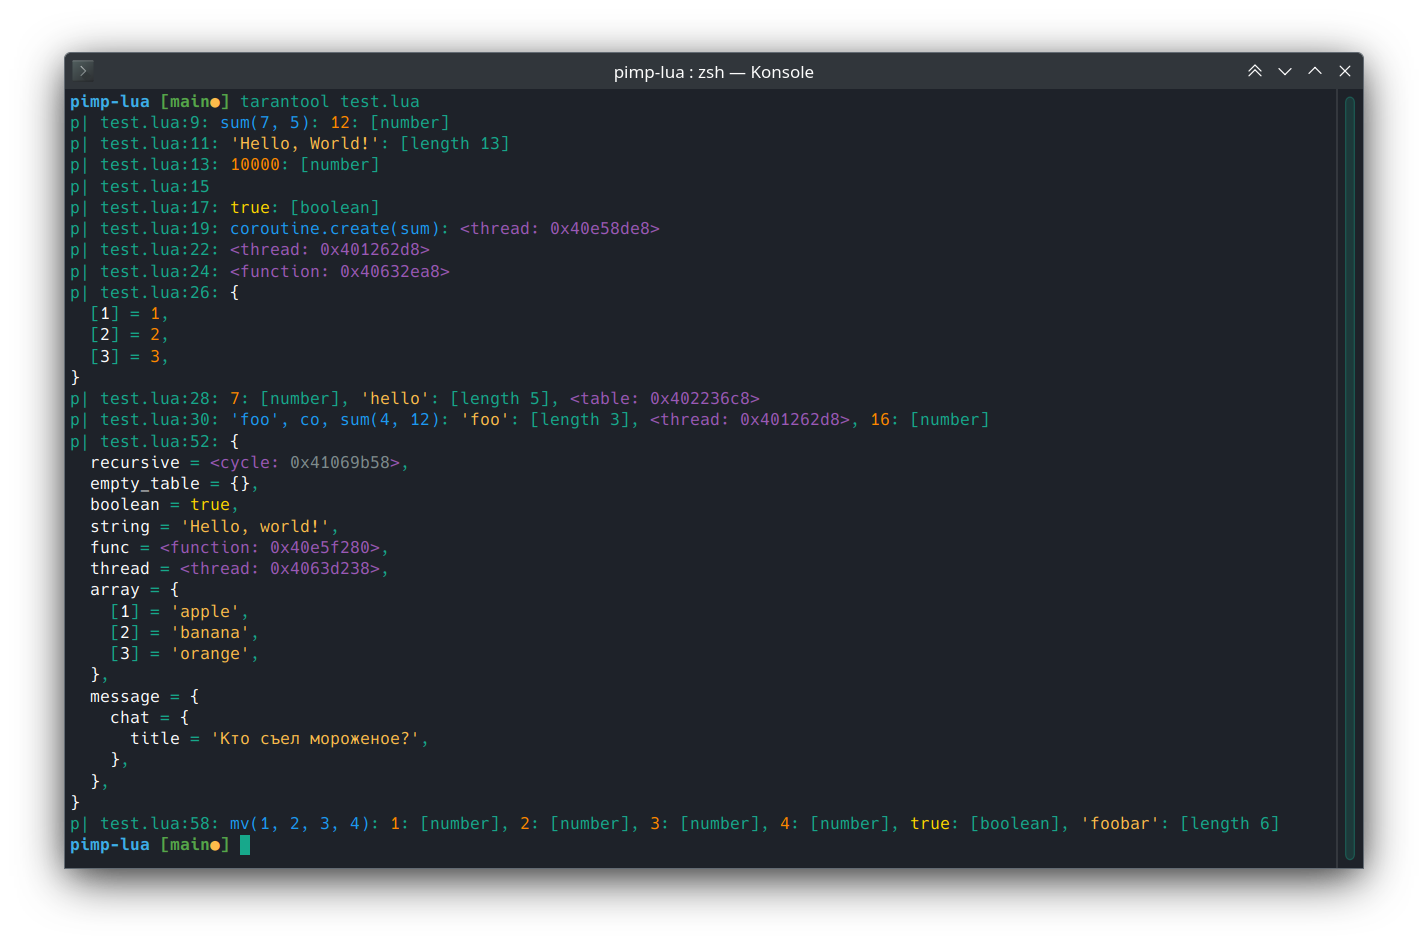 pimp-lua : zsh — Konsole
pimp-lua [main●] tarantool test.lua
p| test.lua:9: sum(7, 5): 12: [number]
p| test.lua:11: 'Hello, World!': [length 13]
p| test.lua:13: 10000: [number]
p| test.lua:15
p| test.lua:17: true: [boolean]
p| test.lua:19: coroutine.create(sum): <thread: 0x40e58de8>
p| test.lua:22: <thread: 0x401262d8>
p| test.lua:24: <function: 0x40632ea8>
p| test.lua:26: {
  [1] = 1,
  [2] = 2,
  [3] = 3,
}
p| test.lua:28: 7: [number], 'hello': [length 5], <table: 0x402236c8>
p| test.lua:30: 'foo', co, sum(4, 12): 'foo': [length 3], <thread: 0x401262d8>, 16: [number]
p| test.lua:52: {
  recursive = <cycle: 0x41069b58>,
  empty_table = {},
  boolean = true,
  string = 'Hello, world!',
  func = <function: 0x40e5f280>,
  thread = <thread: 0x4063d238>,
  array = {
    [1] = 'apple',
    [2] = 'banana',
    [3] = 'orange',
  },
  message = {
    chat = {
      title = 'Кто съел мороженое?',
    },
  },
}
p| test.lua:58: mv(1, 2, 3, 4): 1: [number], 2: [number], 3: [number], 4: [number], true: [boolean], 'foobar': [length 6]
pimp-lua [main●]